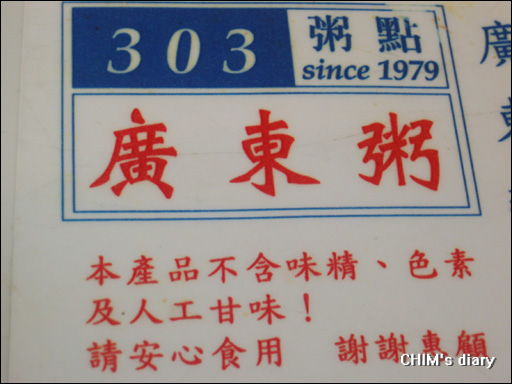 303 粥點
since 1979
廣東粥
本產品不含味精、色素
及人工甘味！
請安心食用 謝謝惠顧
廣
CHIM's diary